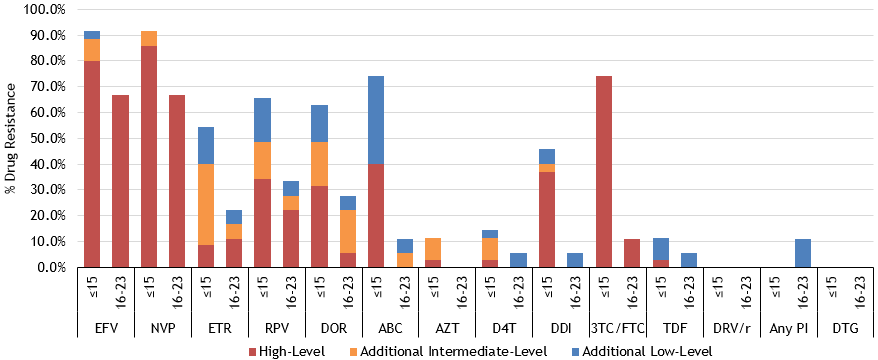 100.0%
90.0%
80.0%
70.0%
60.0%
50.0%
40.0%
30.0%
20.0%
10.0%
0.0%
% Drug Resistance
≤15 16-23 ≤15 16-23 ≤15 16-23 ≤15 16-23 ≤15 16-23 ≤15 16-23 ≤15 16-23 ≤15 16-23 ≤15 16-23 ≤15 16-23 ≤15 16-23 ≤15 16-23 ≤15 16-23 ≤15 16-23
EFV NVP ETR RPV DOR ABC AZT D4T DDI 3TC/FTC TDF DRV/r Any PI DTG
High-Level Additional Intermediate-Level Additional Low-Level